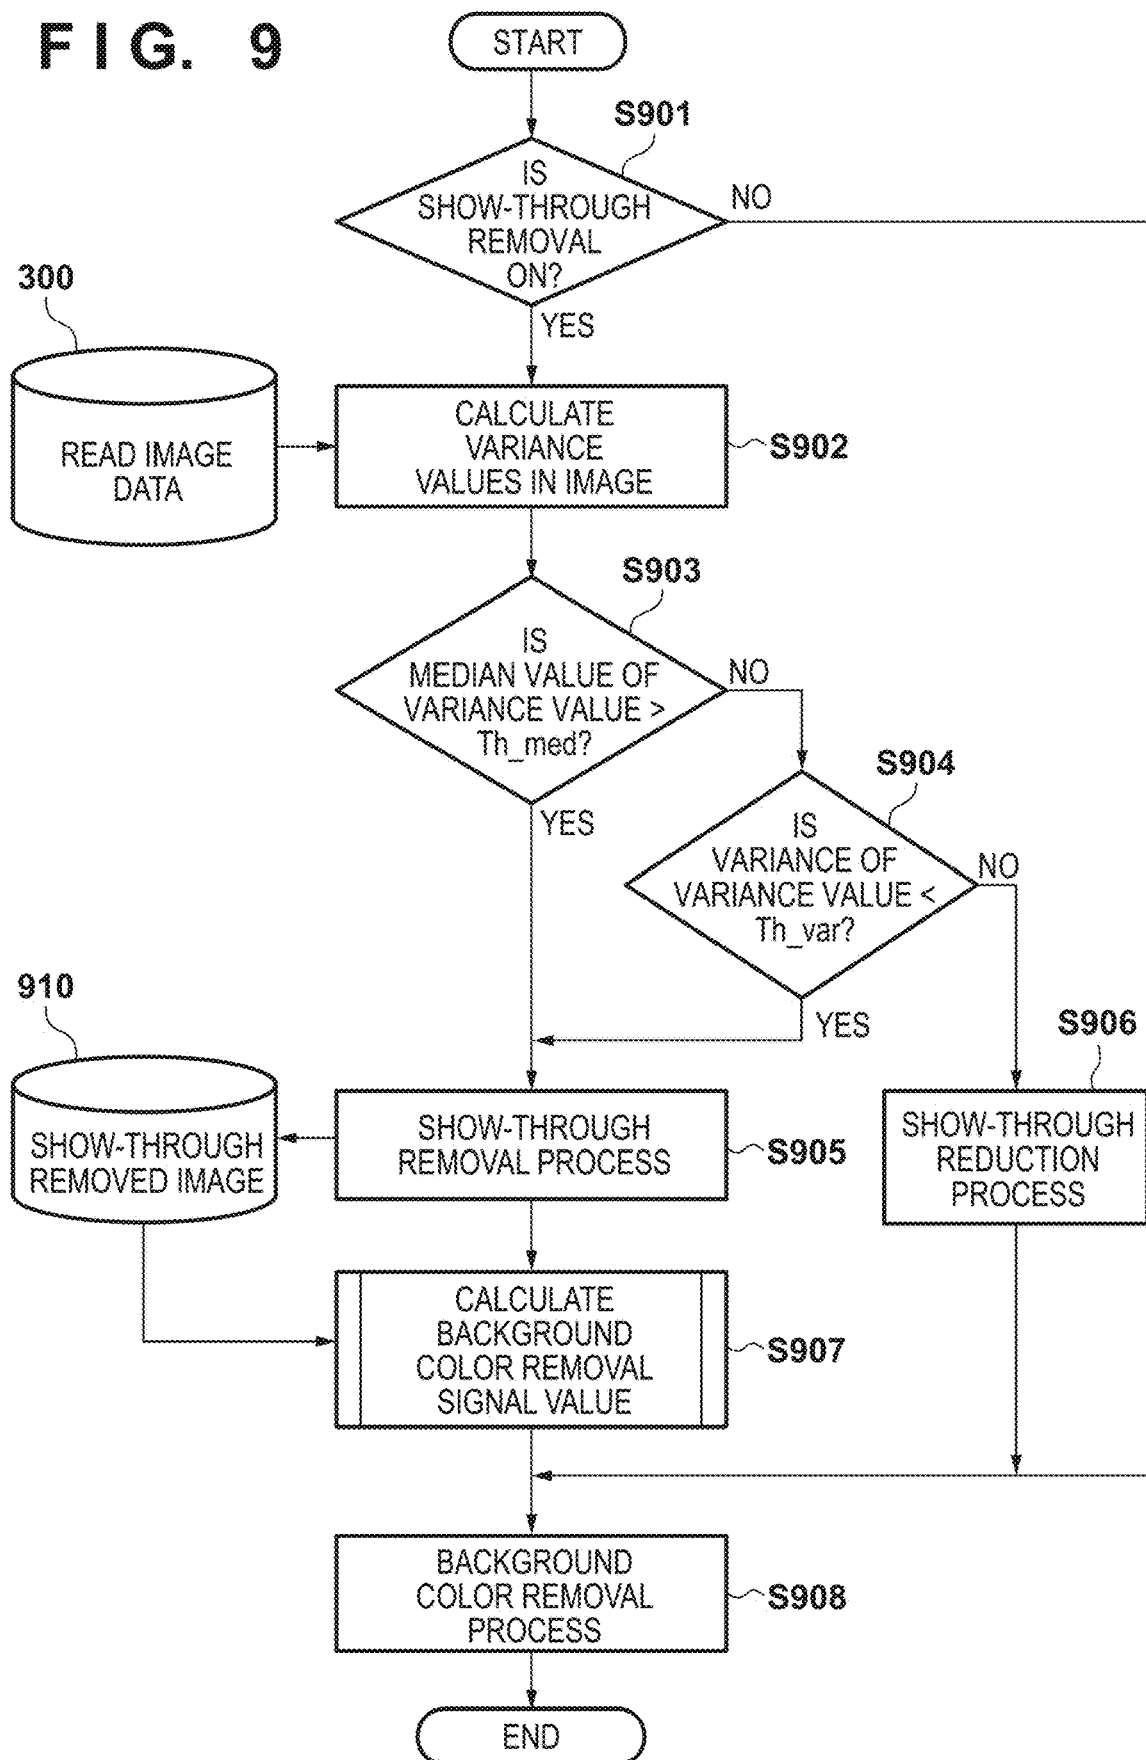 FIG. 9
START
S901
IS
SHOW-THROUGH
REMOVAL
ON?
NO
YES
300
READ IMAGE
DATA
CALCULATE
VARIANCE
VALUES IN IMAGE
S902
S903
IS
MEDIAN VALUE OF
VARIANCE VALUE >
Th_med?
NO
YES
S904
IS
VARIANCE OF
VARIANCE VALUE <
Th_var?
NO
YES
910
SHOW-THROUGH
REMOVED IMAGE
SHOW-THROUGH
REMOVAL PROCESS
S905
S906
SHOW-THROUGH
REDUCTION
PROCESS
CALCULATE
BACKGROUND
COLOR REMOVAL
SIGNAL VALUE
S907
BACKGROUND
COLOR REMOVAL
PROCESS
S908
END